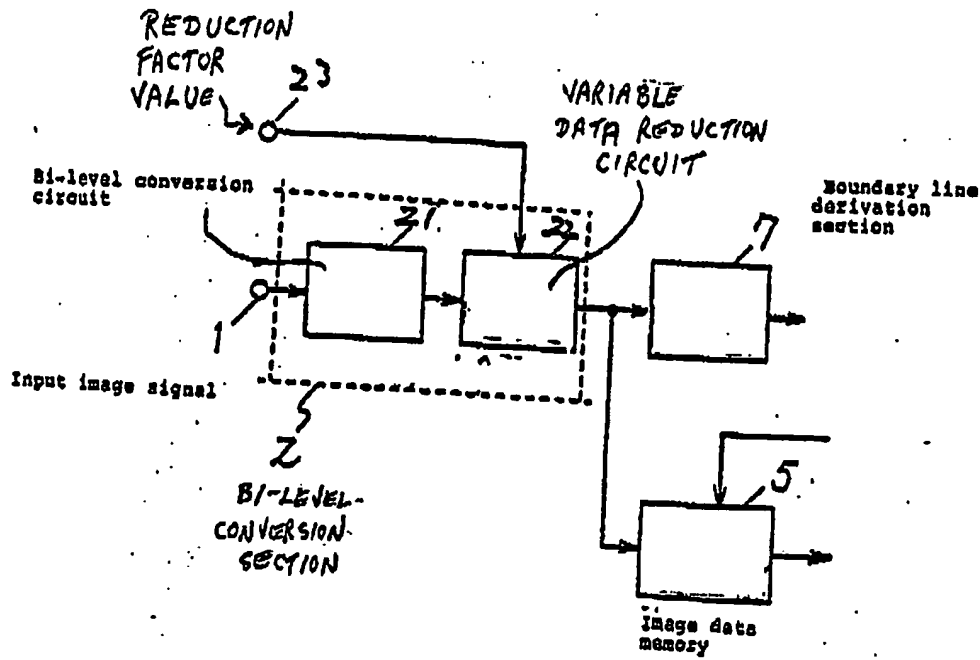 REDUCTION
FACTOR
VALUE
23
VARIABLE
DATA REDUCTION
CIRCUIT
Bi-level conversion
circuit
Boundary line
derivation
section
21
22
7
1
Input image signal
2
BI-LEVEL-
CONVERSION-
SECTION
5
Image data
memory